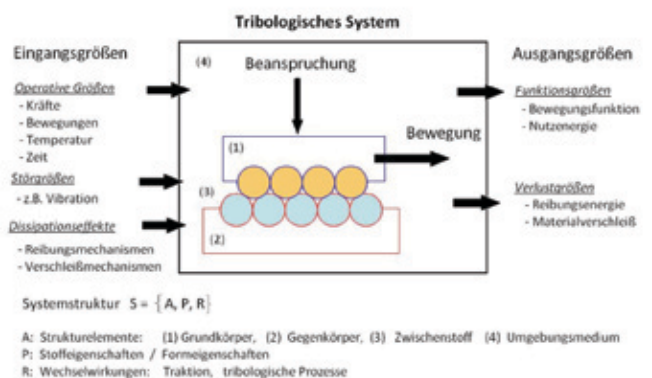 Tribologisches System
Eingangsgrößen
Operative Größen
- Kräfte
- Bewegungen
- Temperatur
- Zeit
Störgrößen
- z.B. Vibration
Dissipationseffekte
- Reibungsmechanismen
- Verschleißmechanismen
(4)
Beanspruchung
(1)
Bewegung
(3)
(2)
Ausgangsgrößen
Funktionsgrößen
- Bewegungsfunktion
- Nutzenergie
Verlustgrößen
- Reibungsenergie
- Materialverschleiß
Systemstruktur S = { A, P, R }
A: Strukturelemente: (1) Grundkörper, (2) Gegenkörper, (3) Zwischenstoff (4) Umgebungsmedium
P: Stoffeigenschaften / Formeigenschaften
R: Wechselwirkungen: Traktion, tribologische Prozesse